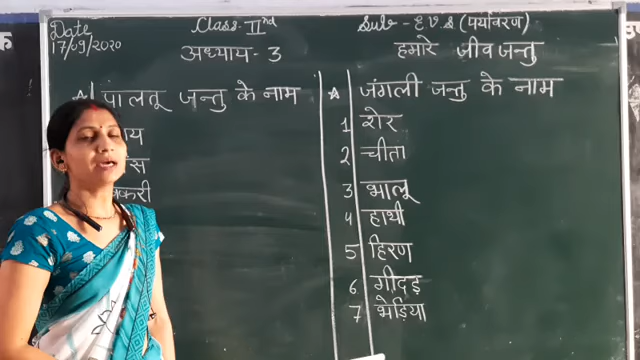 Date Class - IInd Sub - E.V.S (पर्यावरण)
17/09/2020
अध्याय - 3 हमारे जीव जन्तु
पालतू जन्तु के नाम
जंगली जन्तु के नाम
1 शेर
2 चीता
3 भालू
4 हाथी
5 हिरण
6 गीदड़
7 भेड़िया